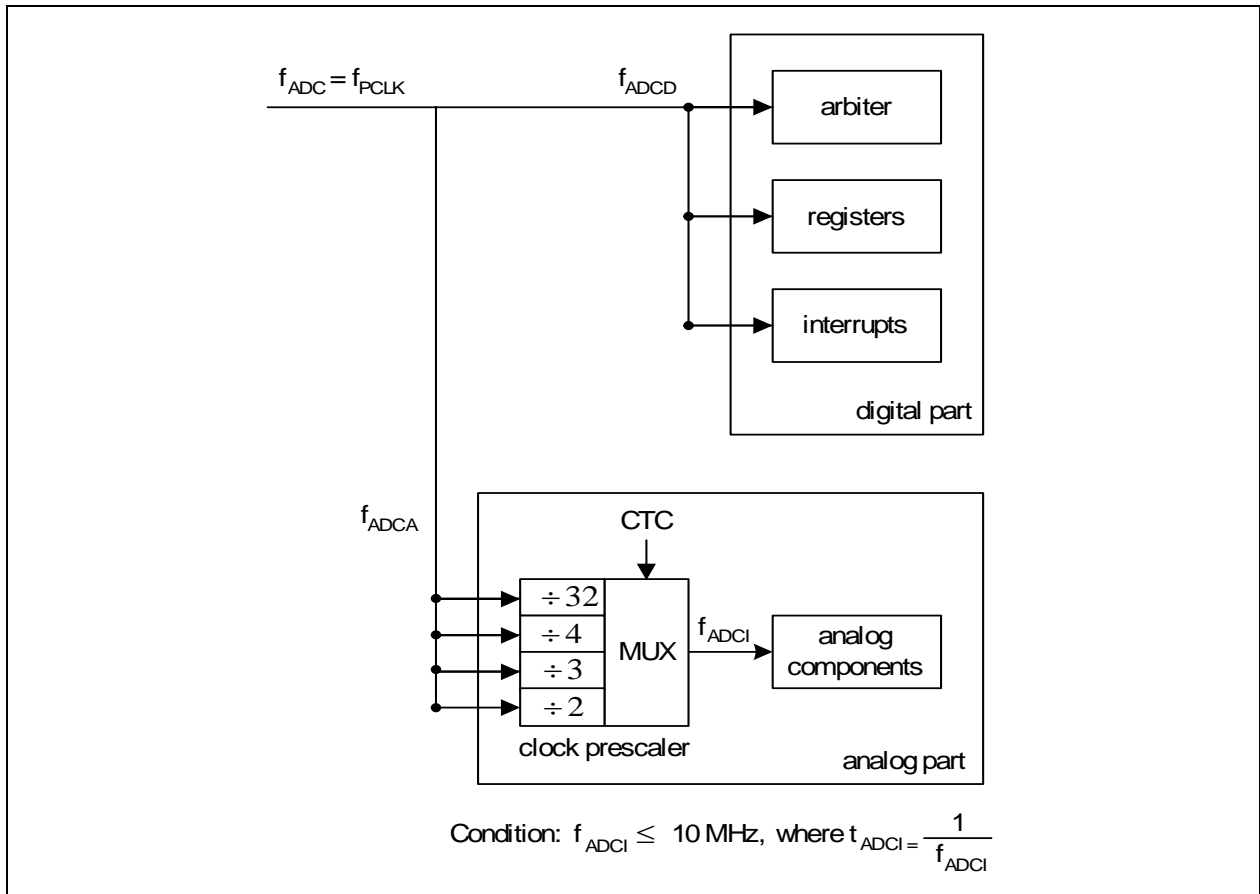 f_ADC = f_PCLK
f_ADCD
arbiter
registers
interrupts
digital part
f_ADCA
CTC
÷ 32
÷ 4
÷ 3
÷ 2
MUX
f_ADCI
analog
components
clock prescaler
analog part
Condition: f_ADCI ≤ 10 MHz, where t_ADCI = 1 / f_ADCI